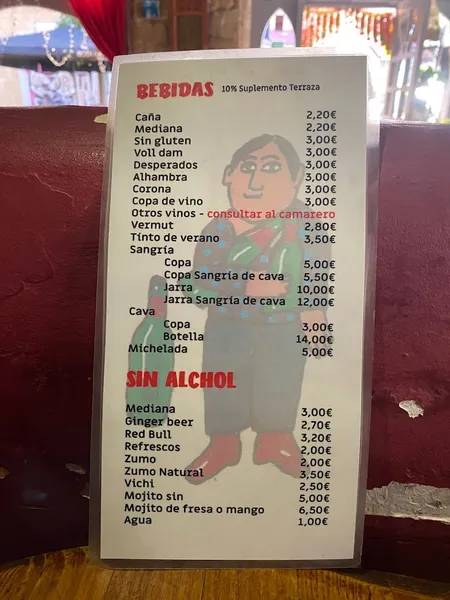 BEBIDAS 10% Suplemento Terraza
Caña 2,20€
Mediana 2,20€
Sin gluten 3,00€
Voll dam 3,00€
Desperados 3,00€
Alhambra 3,00€
Corona 3,00€
Copa de vino 3,00€
Otros vinos - consultar al camarero
Vermut 2,80€
Tinto de verano 3,50€
Sangría
Copa 5,00€
Copa Sangría de cava 5,50€
Jarra 10,00€
Jarra Sangría de cava 12,00€
Cava
Copa 3,00€
Botella 14,00€
Michelada 5,00€
SIN ALCHOL
Mediana 3,00€
Ginger beer 2,70€
Red Bull 3,20€
Refrescos 2,00€
Zumo 2,00€
Zumo Natural 3,50€
Vichi 2,50€
Mojito sin 5,00€
Mojito de fresa o mango 6,50€
Agua 1,00€